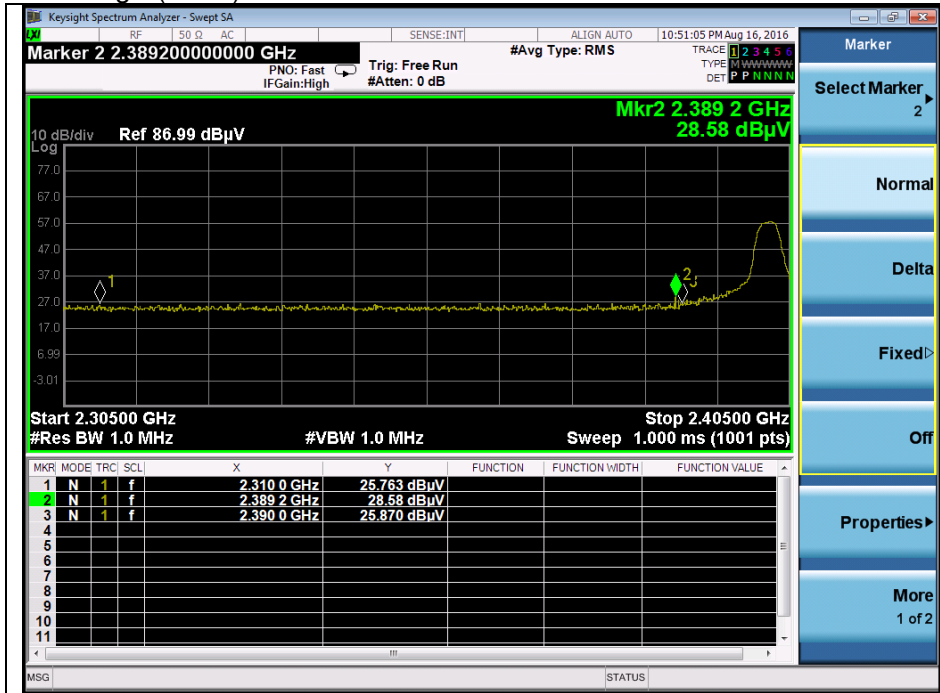 Keysight Spectrum Analyzer - Swept SA
LXI RF 50 Ω AC SENSE:INT ALIGN AUTO 10:51:05 PM Aug 16, 2016
Marker 2 2.389200000000 GHz #Avg Type: RMS TRACE 1 2 3 4 5 6
PNO: Fast Trig: Free Run TYPE M W W W W W
IFGain:High #Atten: 0 dB DET P P N N N N
Mkr2 2.389 2 GHz
28.58 dBµV
10 dB/div Ref 86.99 dBµV
Log
77.0
67.0
57.0
47.0
37.0
27.0
17.0
6.99
-3.01
1
2
Start 2.30500 GHz Stop 2.40500 GHz
#Res BW 1.0 MHz #VBW 1.0 MHz Sweep 1.000 ms (1001 pts)
MKR MODE TRC SCL X Y FUNCTION FUNCTION WIDTH FUNCTION VALUE
1 N 1 f 2.310 0 GHz 25.763 dBµV
2 N 1 f 2.389 2 GHz 28.58 dBµV
3 N 1 f 2.390 0 GHz 25.870 dBµV
4
5
6
7
8
9
10
11
MSG STATUS
Marker
Select Marker
2
Normal
Delta
Fixed
Off
Properties
More
1 of 2